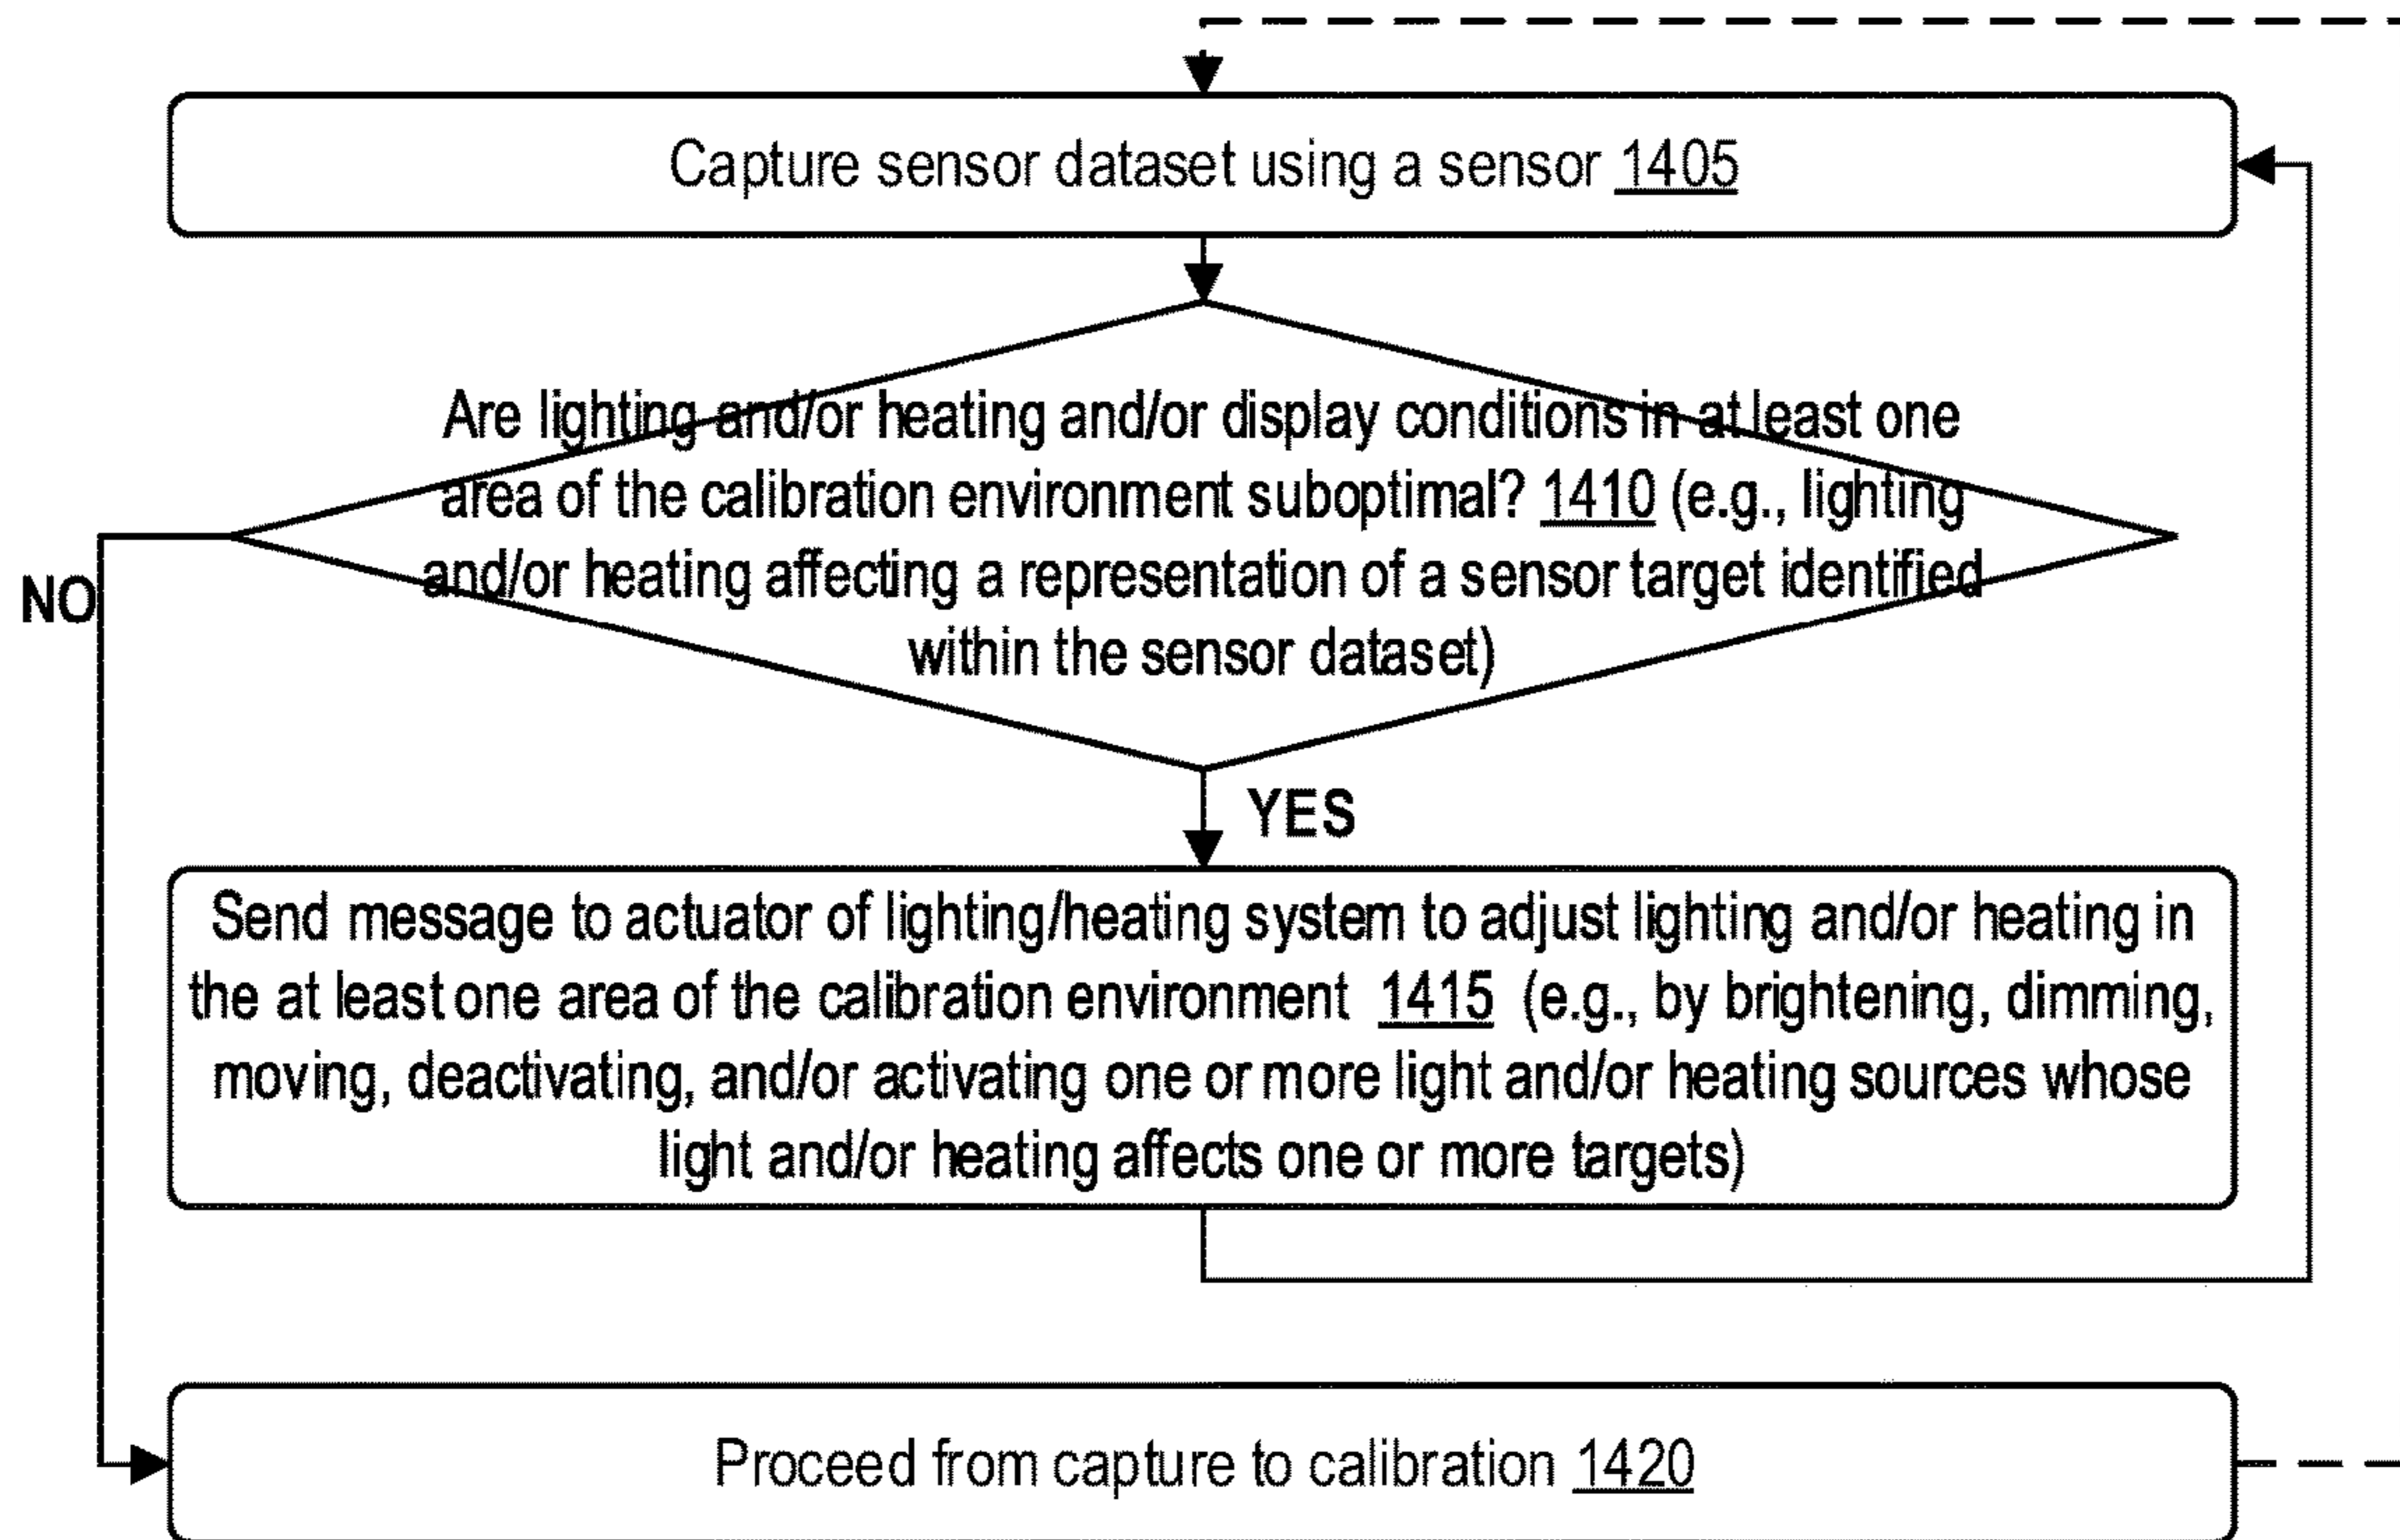 Capture sensor dataset using a sensor 1405
Are lighting and/or heating and/or display conditions in at least one
area of the calibration environment suboptimal? 1410 (e.g., lighting
and/or heating affecting a representation of a sensor target identified
within the sensor dataset)
NO
YES
Send message to actuator of lighting/heating system to adjust lighting and/or heating in
the at least one area of the calibration environment 1415 (e.g., by brightening, dimming,
moving, deactivating, and/or activating one or more light and/or heating sources whose
light and/or heating affects one or more targets)
Proceed from capture to calibration 1420